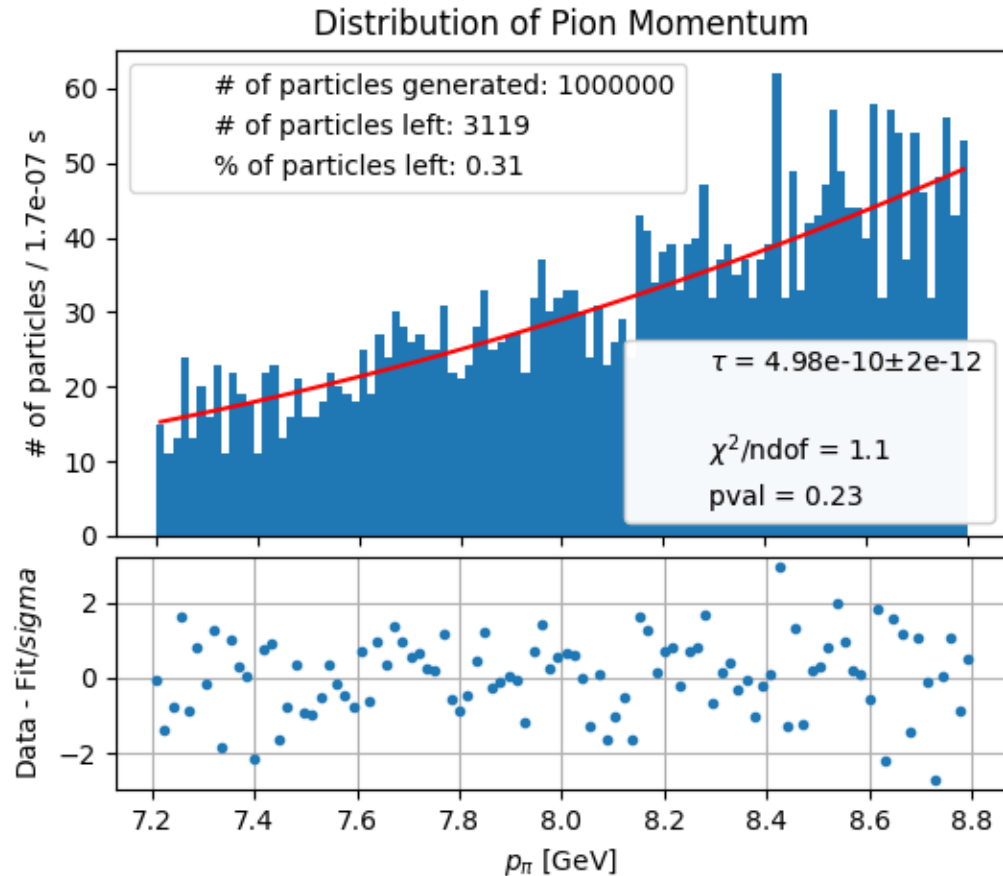 Distribution of Pion Momentum
# of particles / 1.7e-07 s
60
50
40
30
20
10
0
# of particles generated: 1000000
# of particles left: 3119
% of particles left: 0.31
τ = 4.98e-10±2e-12
χ²/ndof = 1.1
pval = 0.23
Data - Fit/sigma
2
0
−2
7.2 7.4 7.6 7.8 8.0 8.2 8.4 8.6 8.8
pπ [GeV]